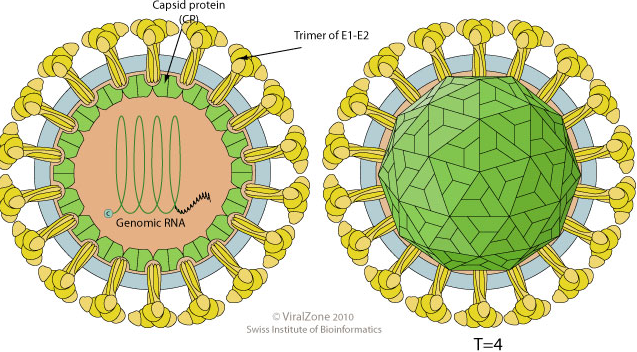 Capsid protein
(CP)
Trimer of E1-E2
C
Genomic RNA
© ViralZone 2010
Swiss Institute of Bioinformatics
T=4